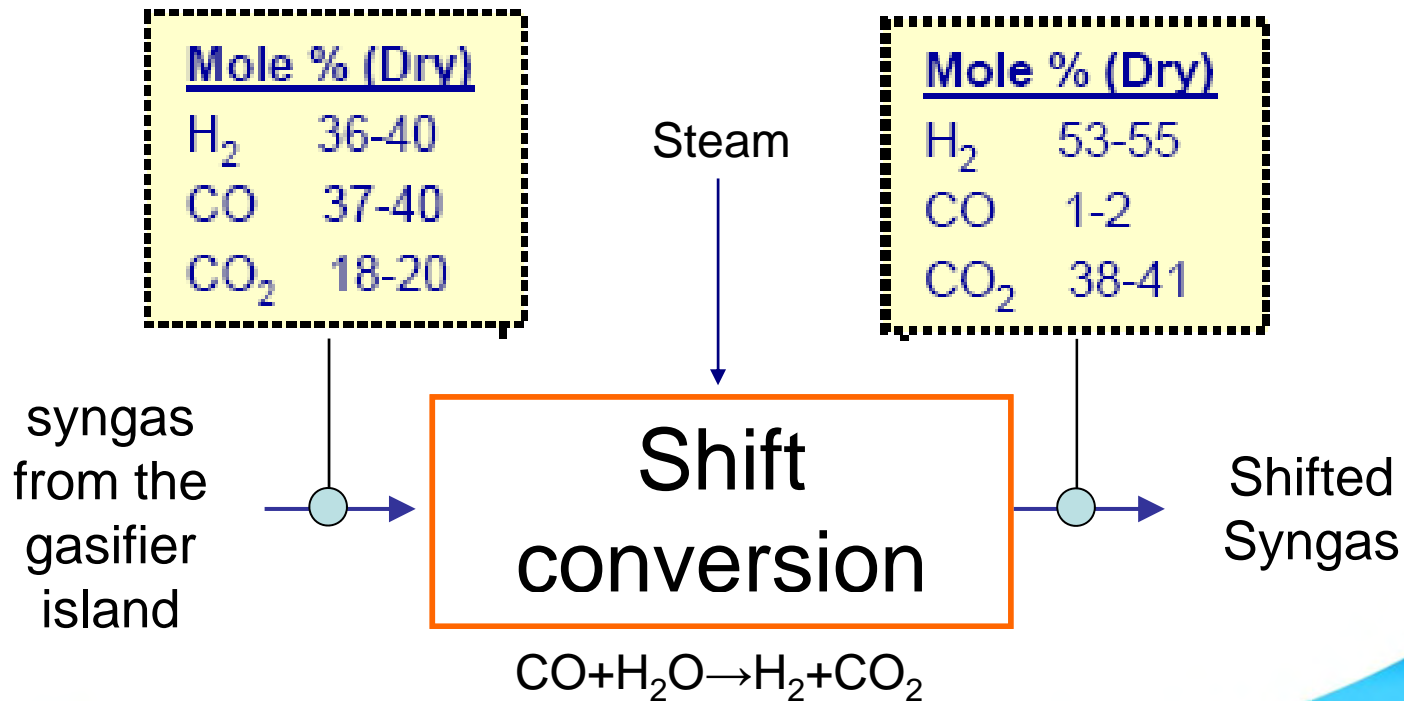 Mole % (Dry)
H₂ 36-40
CO 37-40
CO₂ 18-20
Steam
Mole % (Dry)
H₂ 53-55
CO 1-2
CO₂ 38-41
syngas
from the
gasifier
island
Shift
conversion
Shifted
Syngas
CO+H₂O→H₂+CO₂